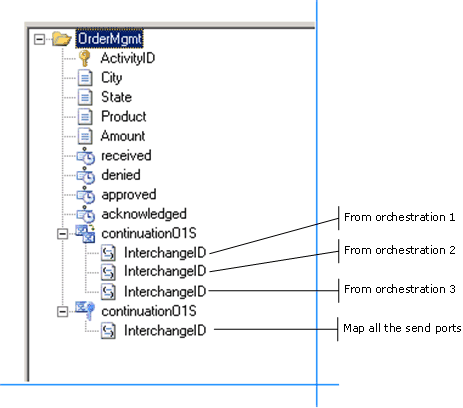 OrderMgmt
ActivityID
City
State
Product
Amount
received
denied
approved
acknowledged
continuation01S
InterchangeID From orchestration 1
InterchangeID From orchestration 2
InterchangeID From orchestration 3
continuation01S
InterchangeID Map all the send ports